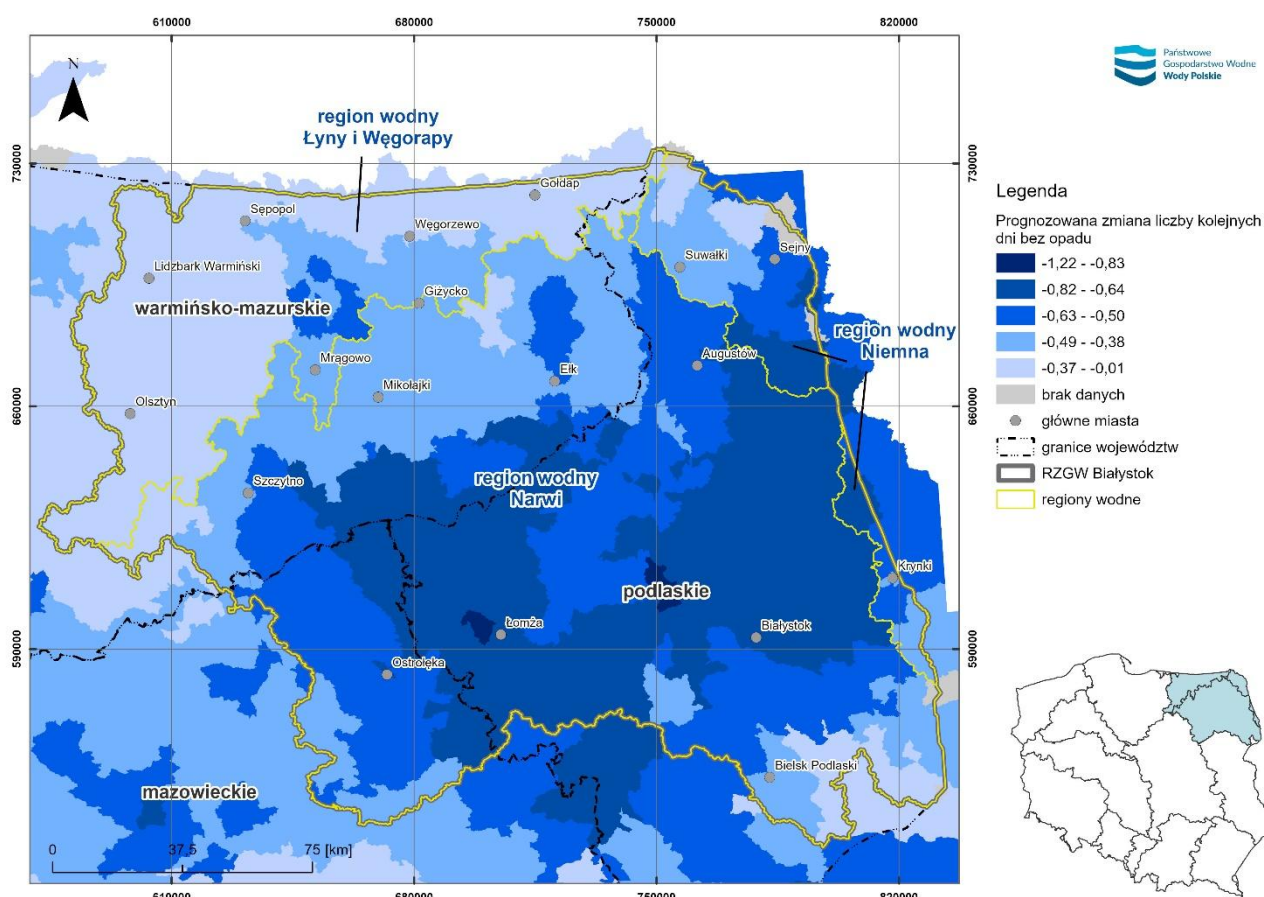 610000 680000 750000 820000
Państwowe
Gospodarstwo Wodne
Wody Polskie
N
region wodny
Łyny i Węgorapy
730000 730000
Gołdap
Sępopol
Węgorzewo
Lidzbark Warmiński
Suwałki
Sejny
warmińsko-mazurskie
Giżycko
region wodny
Niemna
Mrągowo
Mikołajki
Ełk
Augustów
Olsztyn
660000 660000
Szczytno
region wodny
Narwi
Krynki
podlaskie
Łomża
Białystok
590000 590000
Ostrołęka
Bielsk Podlaski
mazowieckie
0 37,5 75 [km]
610000 680000 750000 820000
Legenda
Prognozowana zmiana liczby kolejnych
dni bez opadu
-1,22 - -0,83
-0,82 - -0,64
-0,63 - -0,50
-0,49 - -0,38
-0,37 - -0,01
brak danych
główne miasta
granice województw
RZGW Białystok
regiony wodne